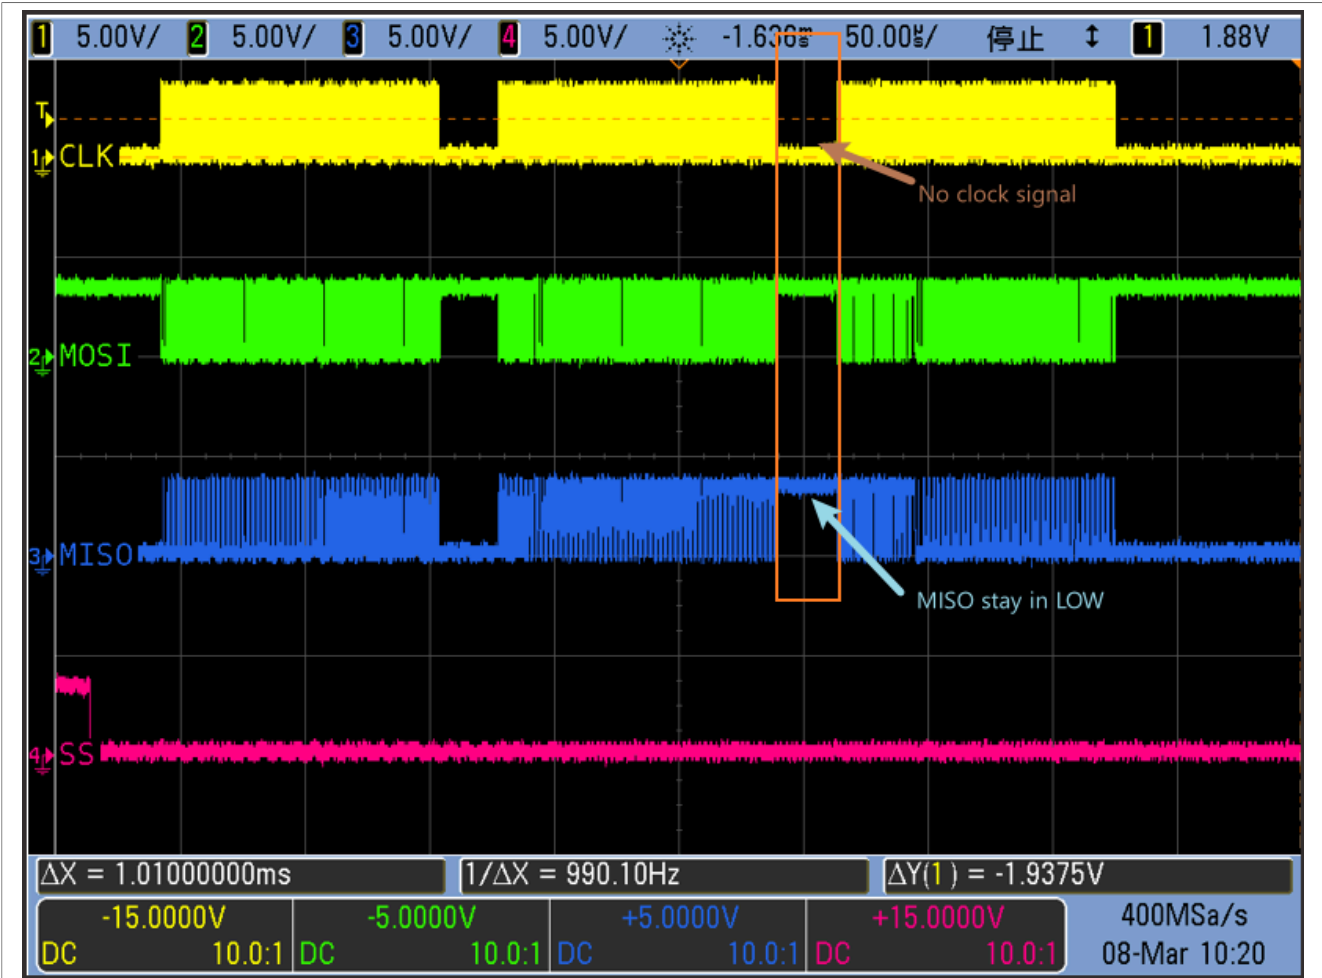 1 5.00V/ 2 5.00V/ 3 5.00V/ 4 5.00V/ -1.636ms 50.00µs/ 停止 ↕ 1 1.88V
T
1 CLK
No clock signal
2 MOSI
3 MISO
MISO stay in LOW
4 SS
ΔX = 1.01000000ms 1/ΔX = 990.10Hz ΔY(1) = -1.9375V
-15.0000V -5.0000V +5.0000V +15.0000V 400MSa/s
DC 10.0:1 DC 10.0:1 DC 10.0:1 DC 10.0:1 08-Mar 10:20